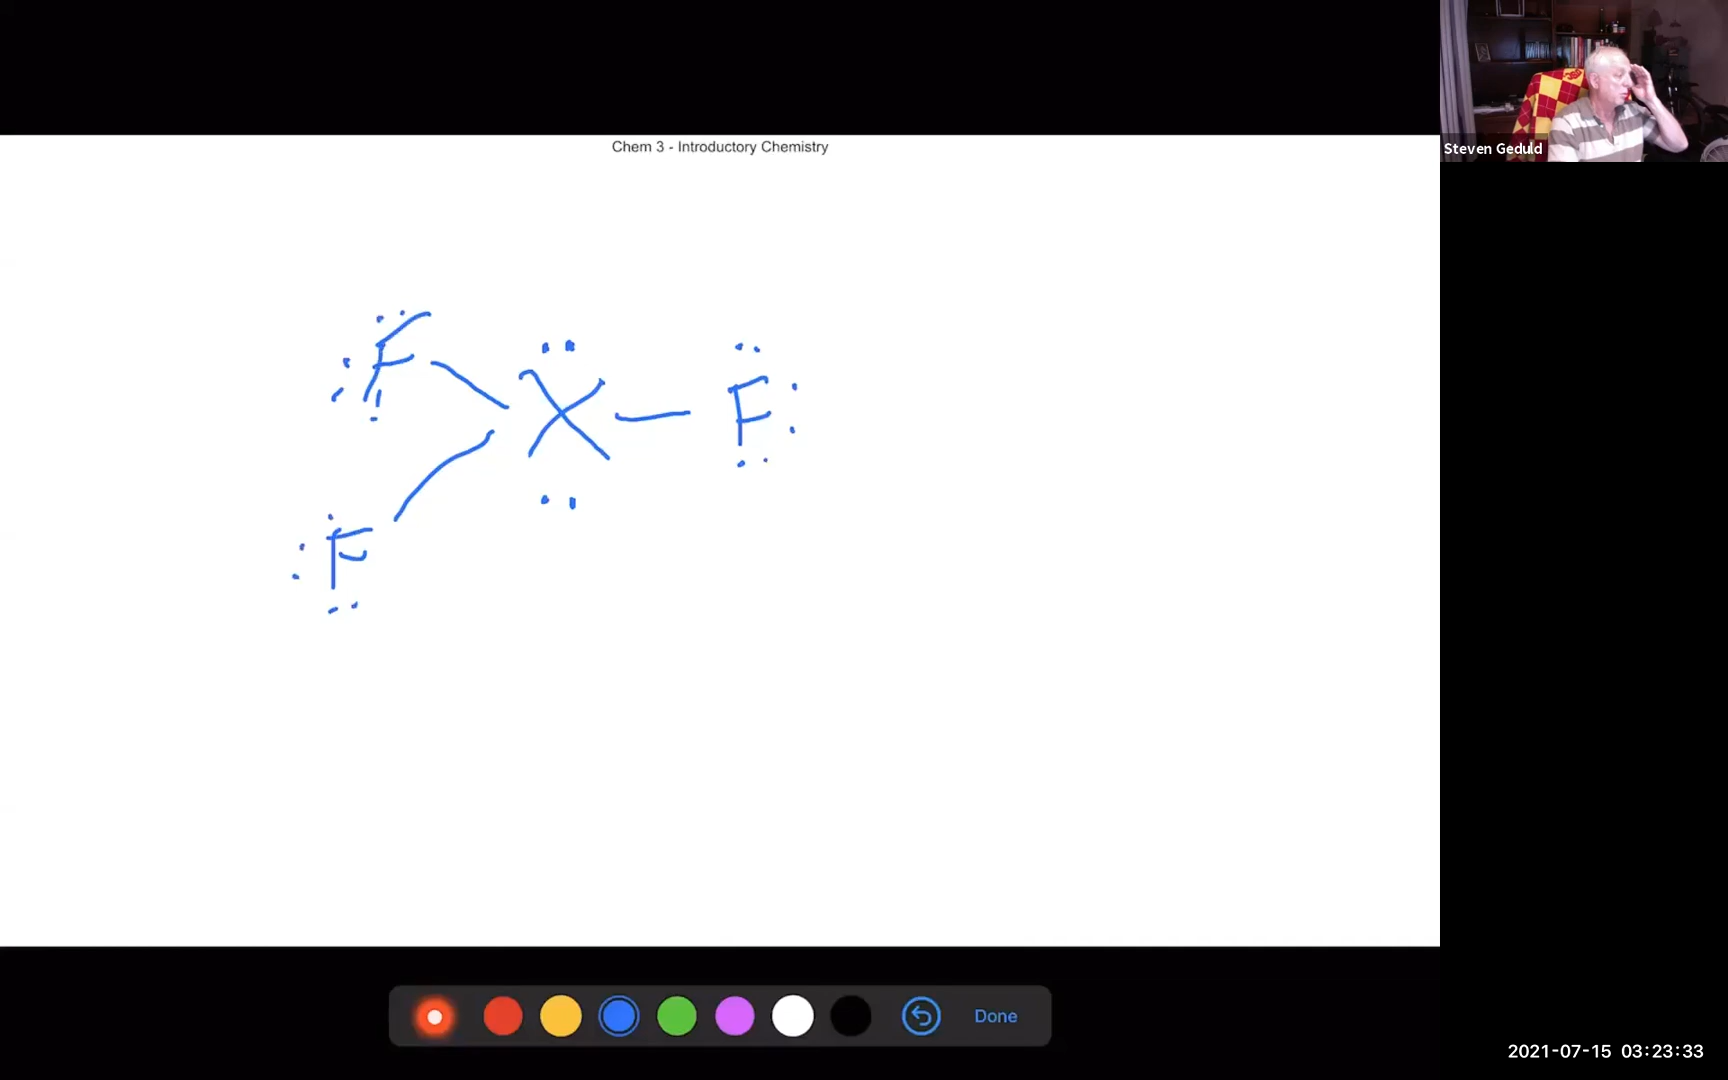 Steven Geduld
Chem 3 - Introductory Chemistry
F
X
F
F
Done
2021-07-15 03:23:33